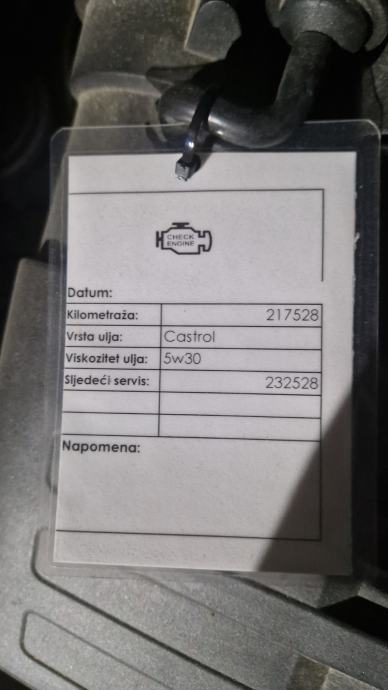 CHECK
ENGINE
Datum:
Kilometraža: 217528
Vrsta ulja: Castrol
Viskozitet ulja: 5w30
Sljedeći servis: 232528
Napomena: